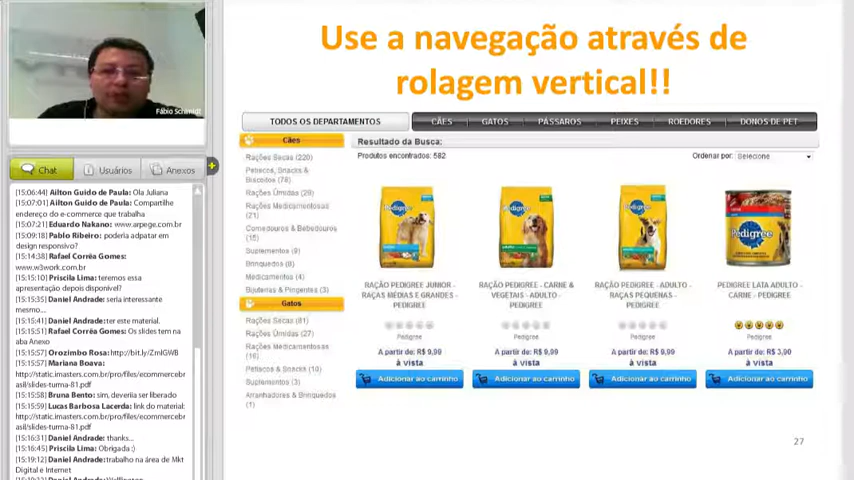 Fábio Schmidt
Chat
Usuários
Anexos
[15:06:44] Ailton Guido de Paula: Ola Juliana
[15:07:01] Ailton Guido de Paula: Compartilhe
endereço do e-commerce que trabalha
[15:07:21] Eduardo Nakano: www.arpege.com.br
[15:09:18] Pablo Ribeiro: poderia adpatar em
design responsivo?
[15:14:38] Rafael Corrêa Gomes:
www.w3work.com.br
[15:15:10] Priscila Lima: teremos essa
apresentação depois disponível?
[15:15:35] Daniel Andrade: seria interessante
mesmo...
[15:15:41] Daniel Andrade: ter este material.
[15:15:51] Rafael Corrêa Gomes: Os slides tem na
aba Anexo
[15:15:57] Orozimbo Rosa: http://bit.ly/ZmIGWB
[15:15:57] Mariana Boava:
http://static.imasters.com.br/pro/files/ecommercebr
asil/slides-turma-81.pdf
[15:15:58] Bruna Bento: sim, deveriia ser liberado
[15:15:59] Lucas Barbosa Lacerda: link do material:
http://static.imasters.com.br/pro/files/ecommercebr
asil/slides-turma-81.pdf
[15:16:31] Daniel Andrade: thanks...
[15:16:45] Priscila Lima: Obrigada :)
[15:19:12] Daniel Andrade: trabalho na área de Mkt
Digital e Internet
Use a navegação através de
rolagem vertical!!
TODOS OS DEPARTAMENTOS
CÃES GATOS PÁSSAROS PEIXES ROEDORES DONOS DE PET
Cães
Rações Secas (220)
Petiscos, Snacks &
Biscoitos (79)
Rações Úmidas (29)
Rações Medicamentosas
(21)
Comedouros & Bebedouros
(15)
Suplementos (9)
Brinquedos (8)
Medicamentos (4)
Bijuterias & Pingentes (3)
Gatos
Rações Secas (81)
Rações Úmidas (27)
Rações Medicamentosas
(16)
Petiscos & Snacks (10)
Suplementos (3)
Arranhadores & Brinquedos
(1)
Resultado da Busca:
Produtos encontrados: 582
Ordenar por: Selecione
Pedigree
Pedigree
Pedigree
Pedigree
RAÇÃO PEDIGREE JUNIOR -
RAÇAS MÉDIAS E GRANDES -
PEDIGREE
Pedigree
A partir de: R$ 9,99
à vista
Adicionar ao carrinho
RAÇÃO PEDIGREE - CARNE &
VEGETAIS - ADULTO -
PEDIGREE
Pedigree
A partir de: R$ 9,99
à vista
Adicionar ao carrinho
RAÇÃO PEDIGREE - ADULTO -
RAÇAS PEQUENAS -
PEDIGREE
Pedigree
A partir de: R$ 9,99
à vista
Adicionar ao carrinho
PEDIGREE LATA ADULTO -
CARNE - PEDIGREE
Pedigree
A partir de: R$ 3,90
à vista
Adicionar ao carrinho
27